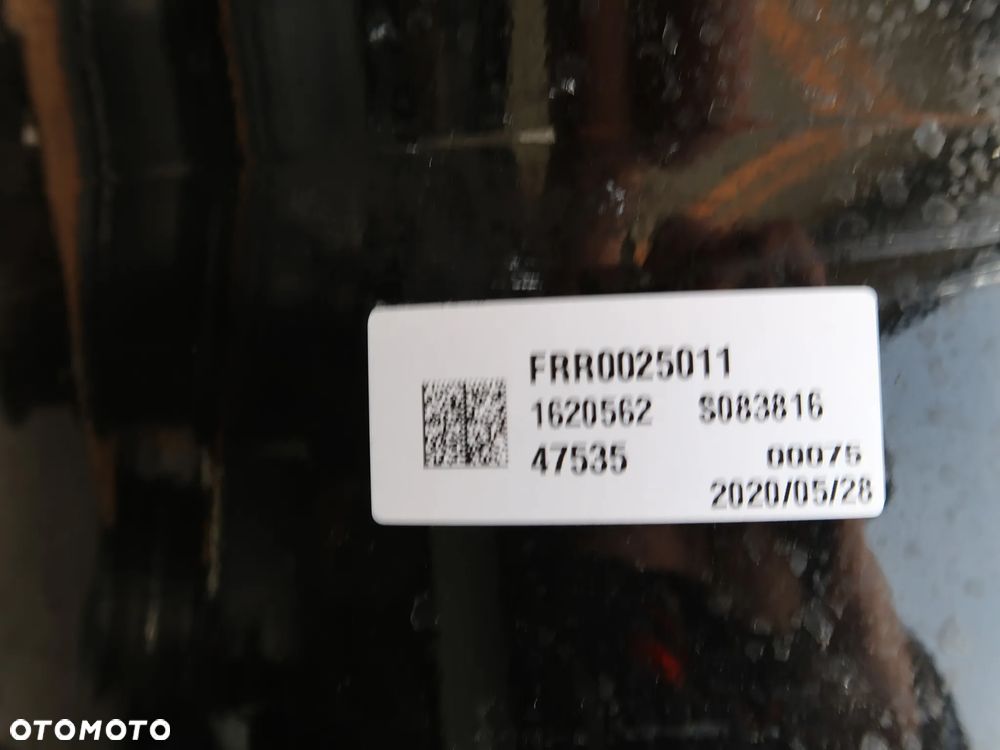 FRR0025011
1620562 S083816
47535 00075
2020/05/28
OTOMOTO